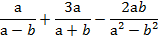 a/(a − b) + 3a/(a + b) − 2ab/(a² − b²)